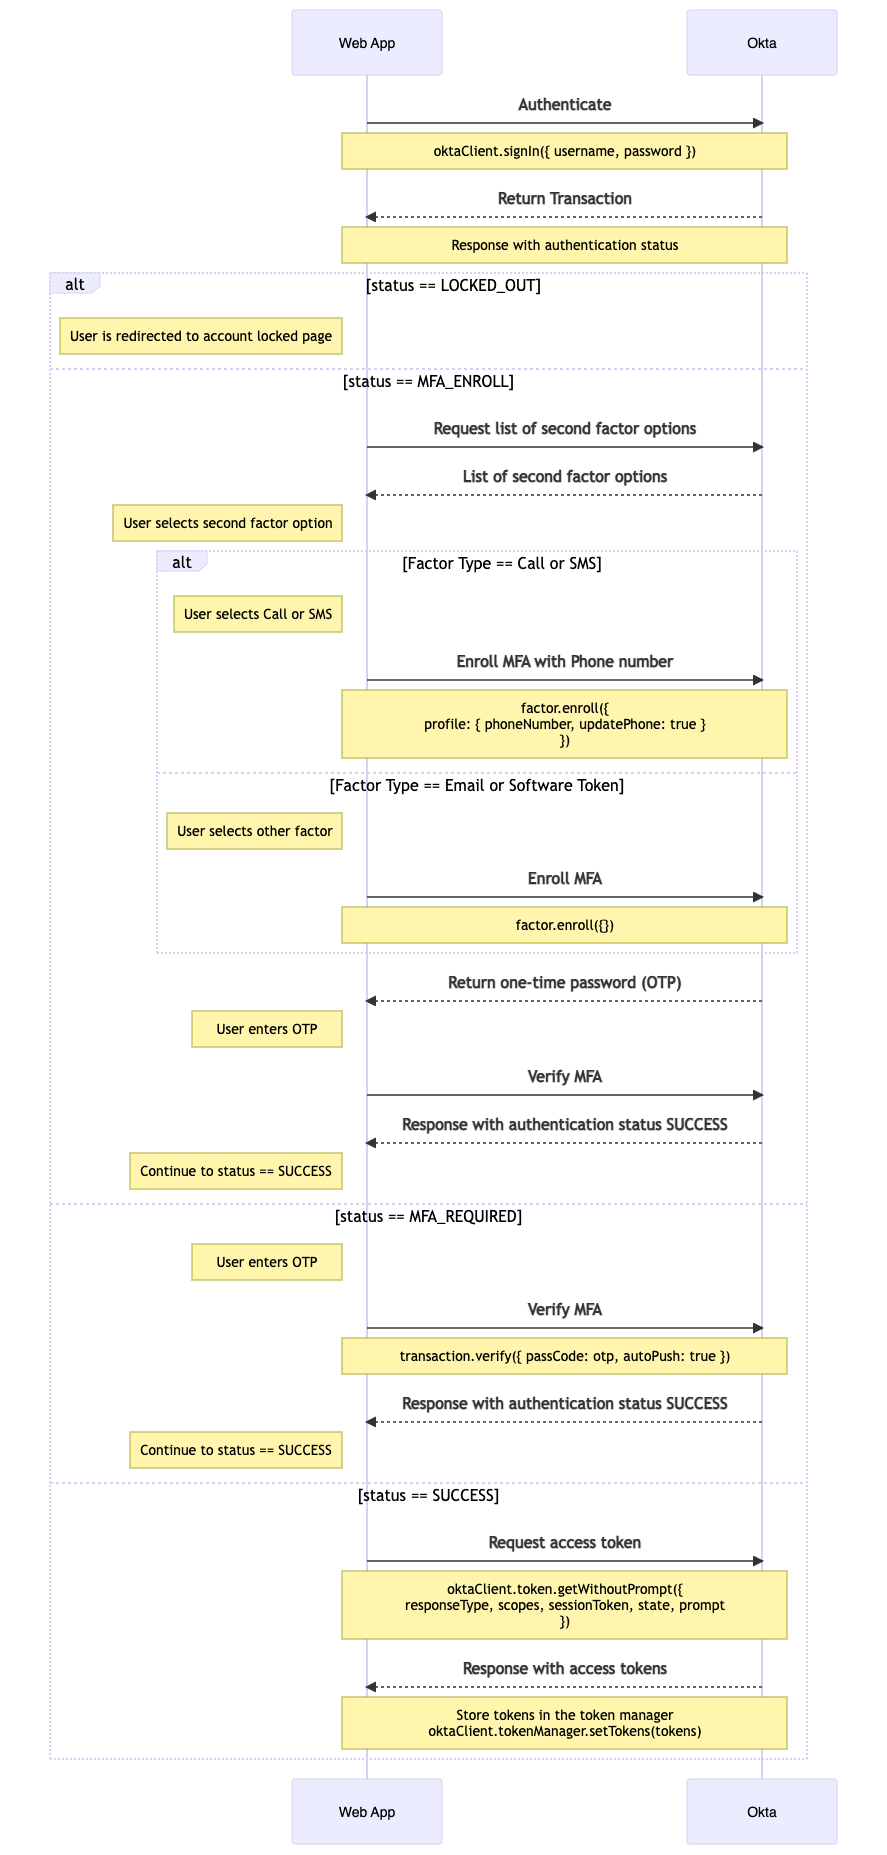 Web App
Okta
Authenticate
oktaClient.signIn({ username, password })
Return Transaction
Response with authentication status
alt
[status == LOCKED_OUT]
User is redirected to account locked page
[status == MFA_ENROLL]
Request list of second factor options
List of second factor options
User selects second factor option
alt
[Factor Type == Call or SMS]
User selects Call or SMS
Enroll MFA with Phone number
factor.enroll({
profile: { phoneNumber, updatePhone: true }
})
[Factor Type == Email or Software Token]
User selects other factor
Enroll MFA
factor.enroll({})
Return one-time password (OTP)
User enters OTP
Verify MFA
Response with authentication status SUCCESS
Continue to status == SUCCESS
[status == MFA_REQUIRED]
User enters OTP
Verify MFA
transaction.verify({ passCode: otp, autoPush: true })
Response with authentication status SUCCESS
Continue to status == SUCCESS
[status == SUCCESS]
Request access token
oktaClient.token.getWithoutPrompt({
responseType, scopes, sessionToken, state, prompt
})
Response with access tokens
Store tokens in the token manager
oktaClient.tokenManager.setTokens(tokens)
Web App
Okta